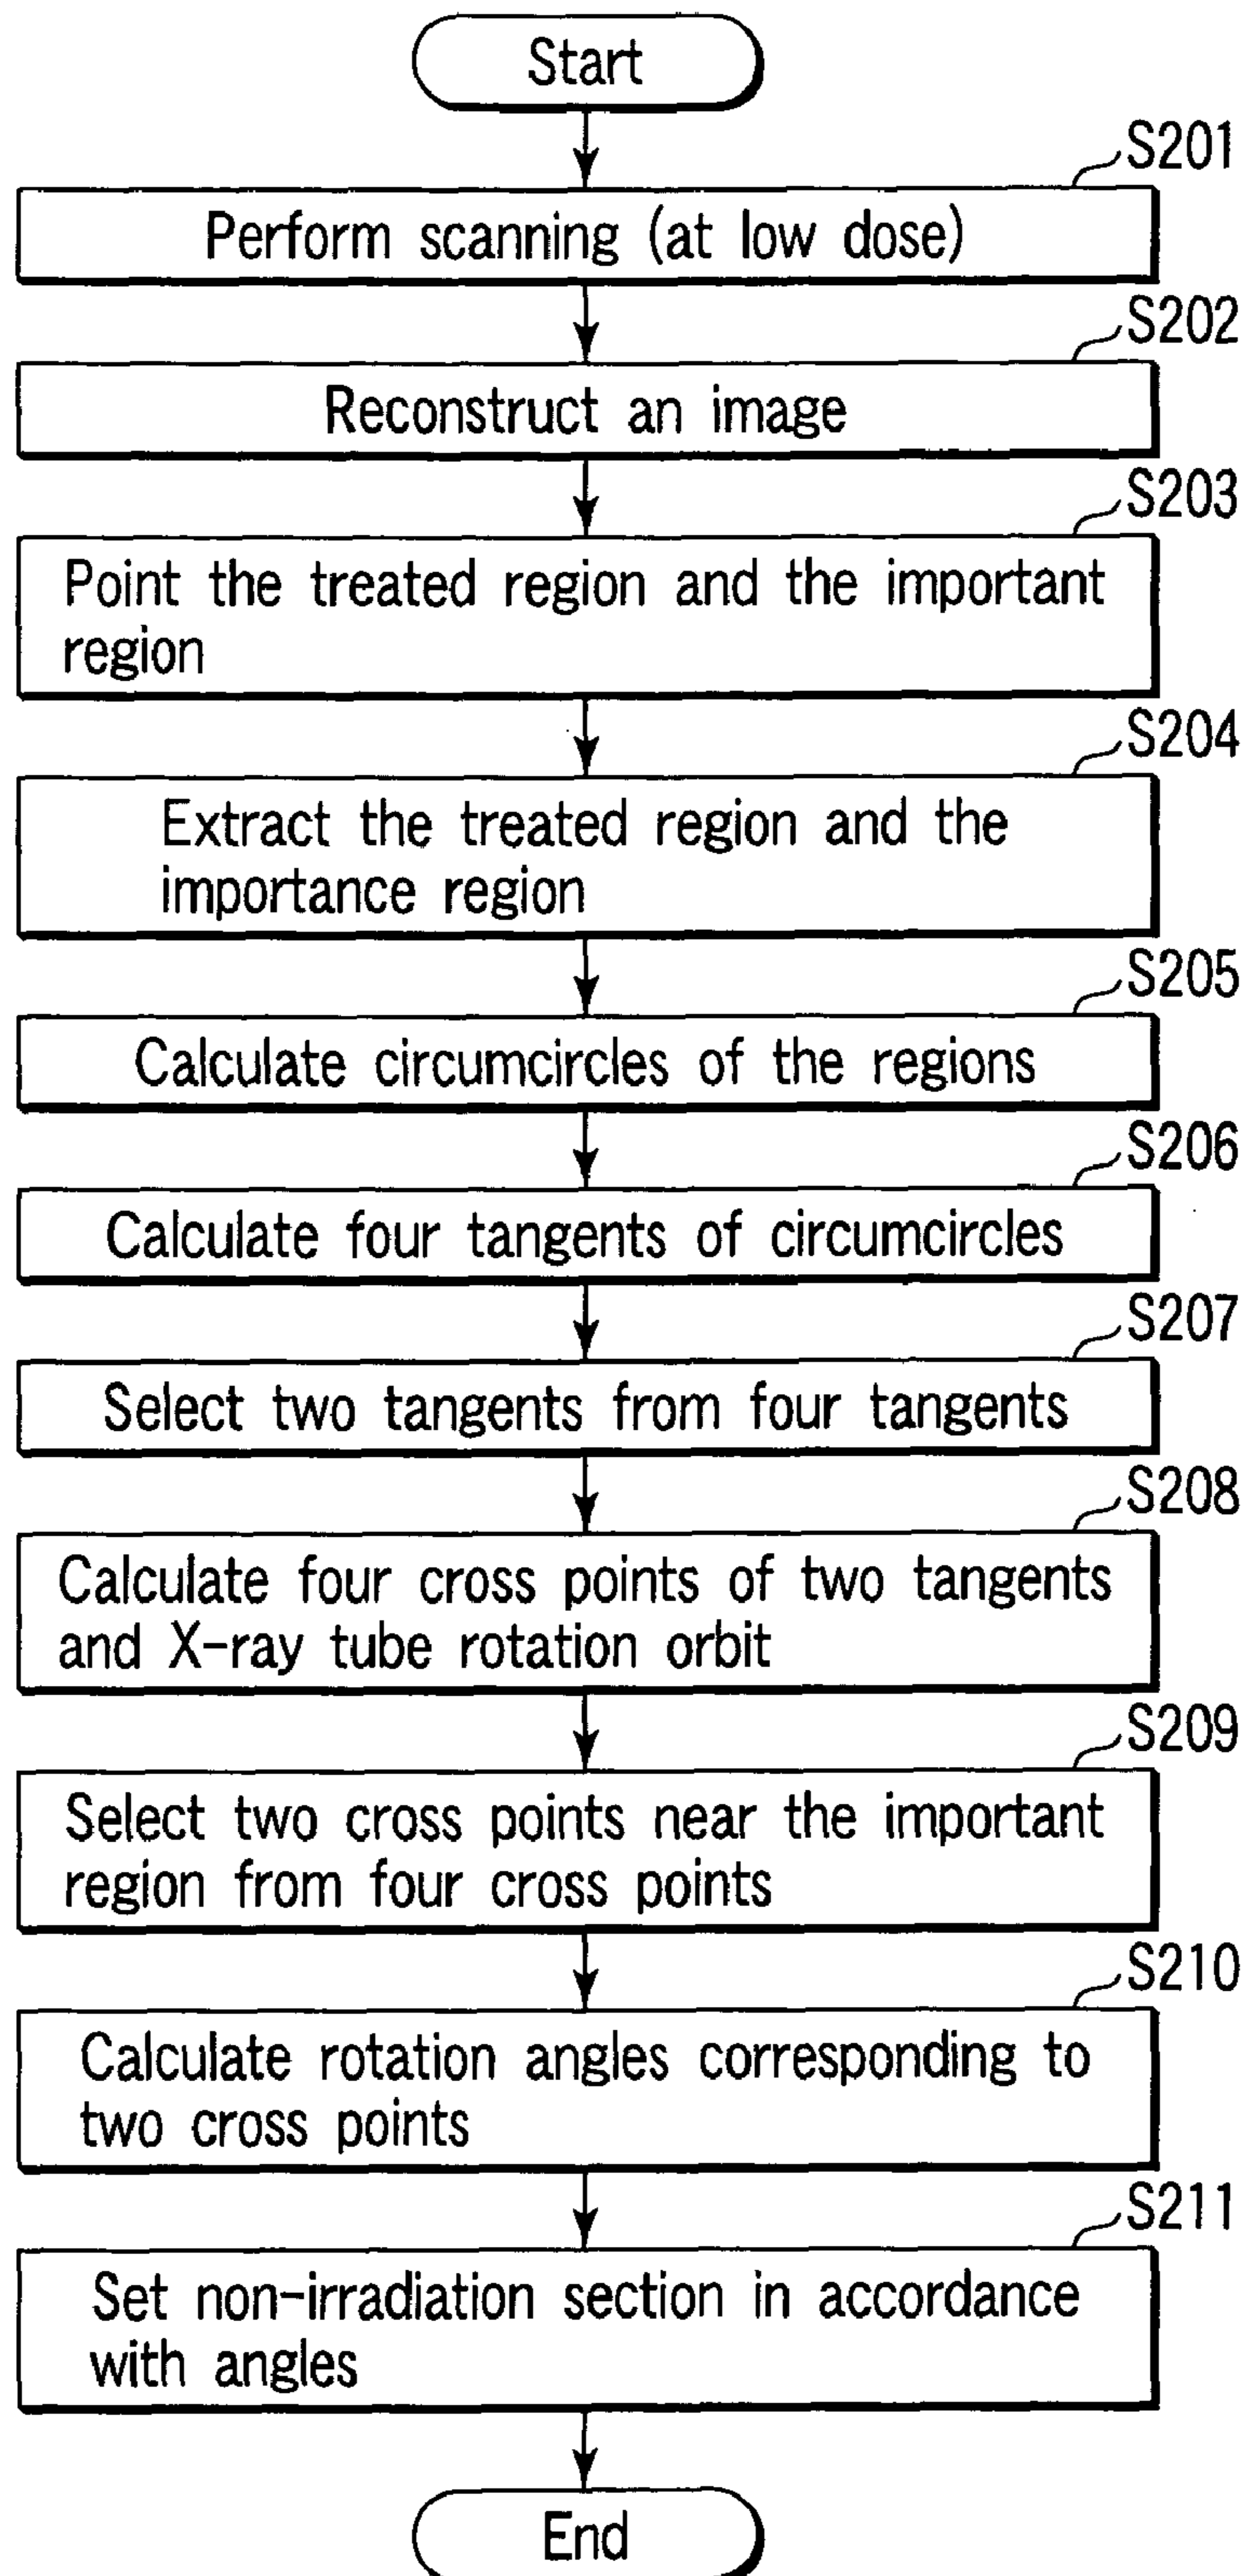 Start
S201
Perform scanning (at low dose)
S202
Reconstruct an image
S203
Point the treated region and the important
region
S204
Extract the treated region and the
importance region
S205
Calculate circumcircles of the regions
S206
Calculate four tangents of circumcircles
S207
Select two tangents from four tangents
S208
Calculate four cross points of two tangents
and X-ray tube rotation orbit
S209
Select two cross points near the important
region from four cross points
S210
Calculate rotation angles corresponding to
two cross points
S211
Set non-irradiation section in accordance
with angles
End